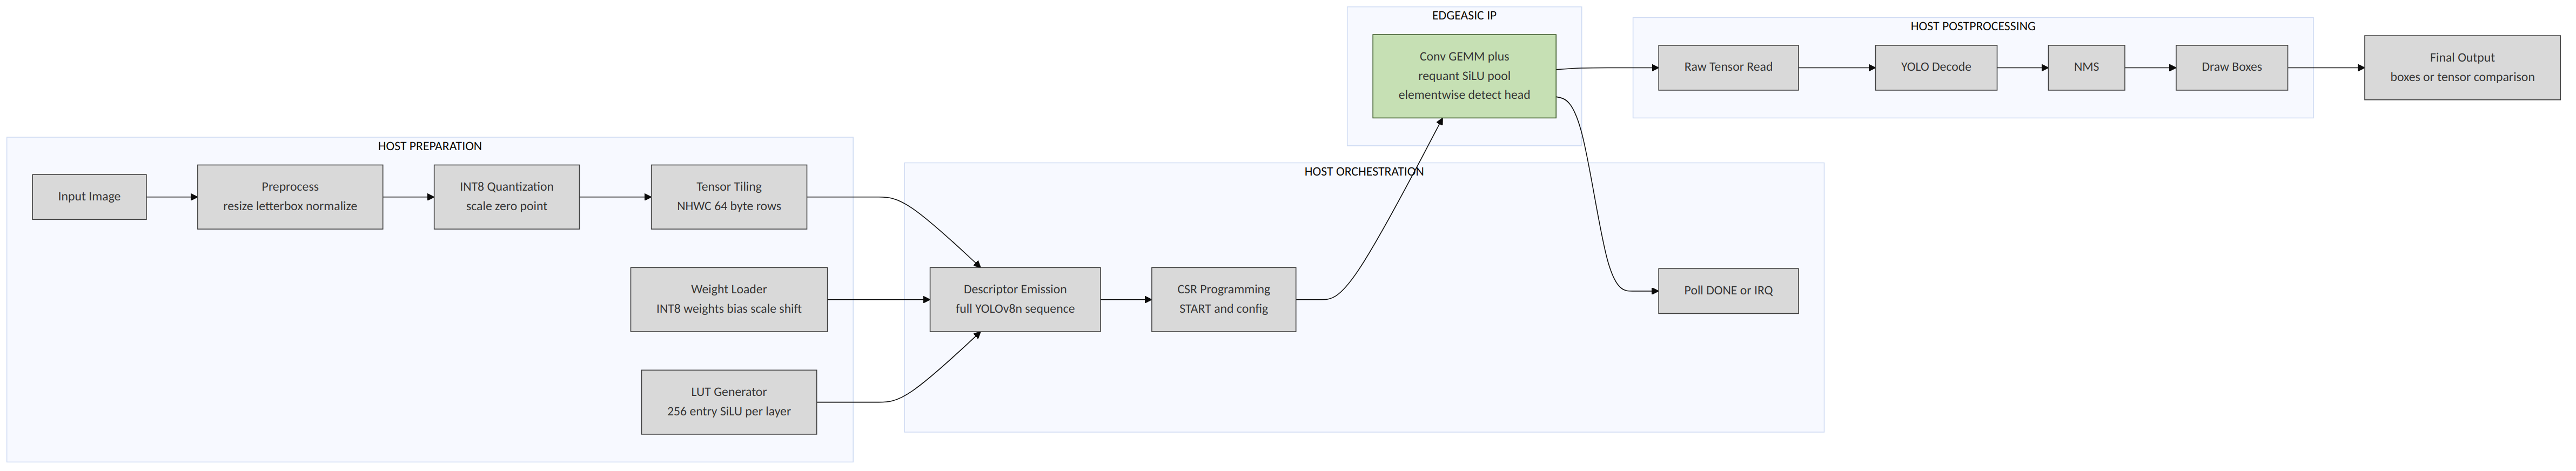 HOST PREPARATION
Input Image
Preprocess
resize letterbox normalize
INT8 Quantization
scale zero point
Tensor Tiling
NHWC 64 byte rows
Weight Loader
INT8 weights bias scale shift
LUT Generator
256 entry SiLU per layer
HOST ORCHESTRATION
Descriptor Emission
full YOLOv8n sequence
CSR Programming
START and config
Poll DONE or IRQ
EDGEASIC IP
Conv GEMM plus
requant SiLU pool
elementwise detect head
HOST POSTPROCESSING
Raw Tensor Read
YOLO Decode
NMS
Draw Boxes
Final Output
boxes or tensor comparison